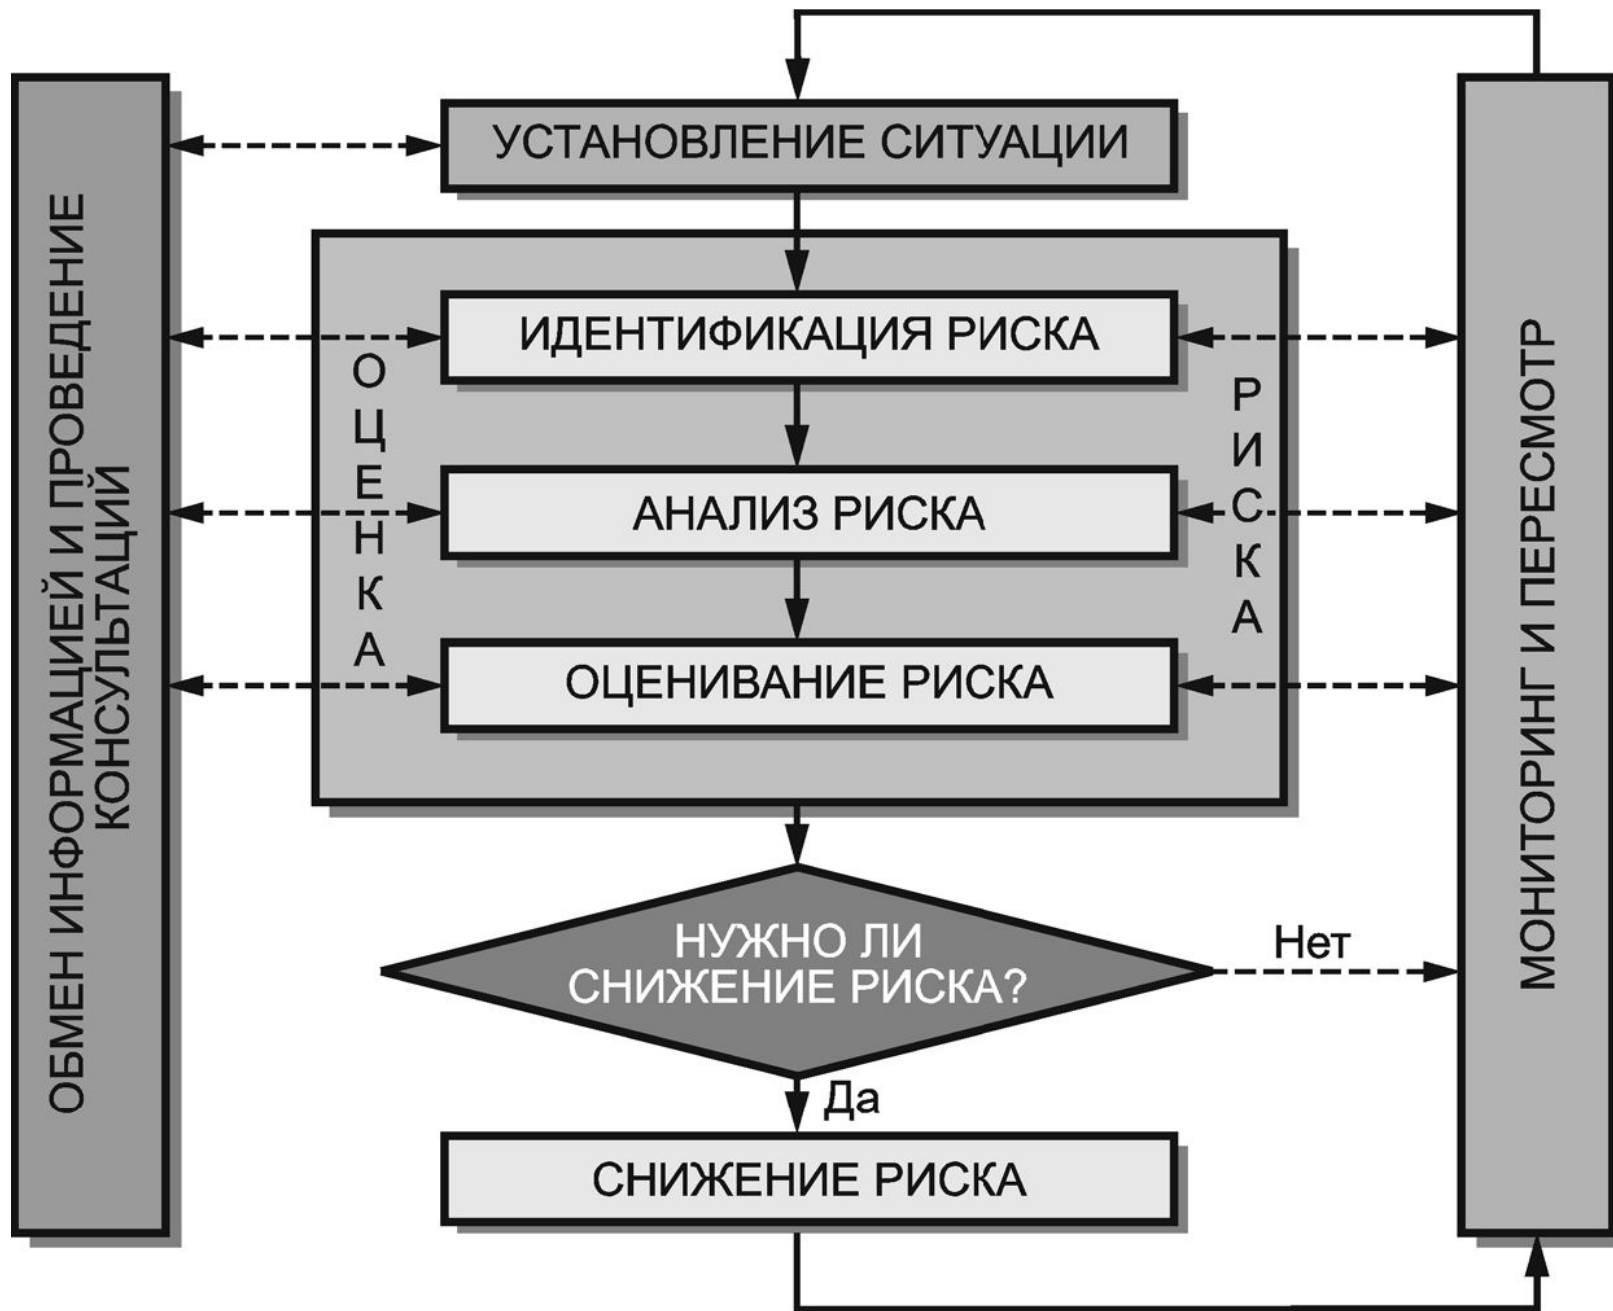 УСТАНОВЛЕНИЕ СИТУАЦИИ
ОБМЕН ИНФОРМАЦИЕЙ И ПРОВЕДЕНИЕ
КОНСУЛЬТАЦИЙ
ОЦЕНКА
ИДЕНТИФИКАЦИЯ РИСКА
АНАЛИЗ РИСКА
ОЦЕНИВАНИЕ РИСКА
РИСКА
МОНИТОРИНГ И ПЕРЕСМОТР
НУЖНО ЛИ
СНИЖЕНИЕ РИСКА?
Нет
Да
СНИЖЕНИЕ РИСКА